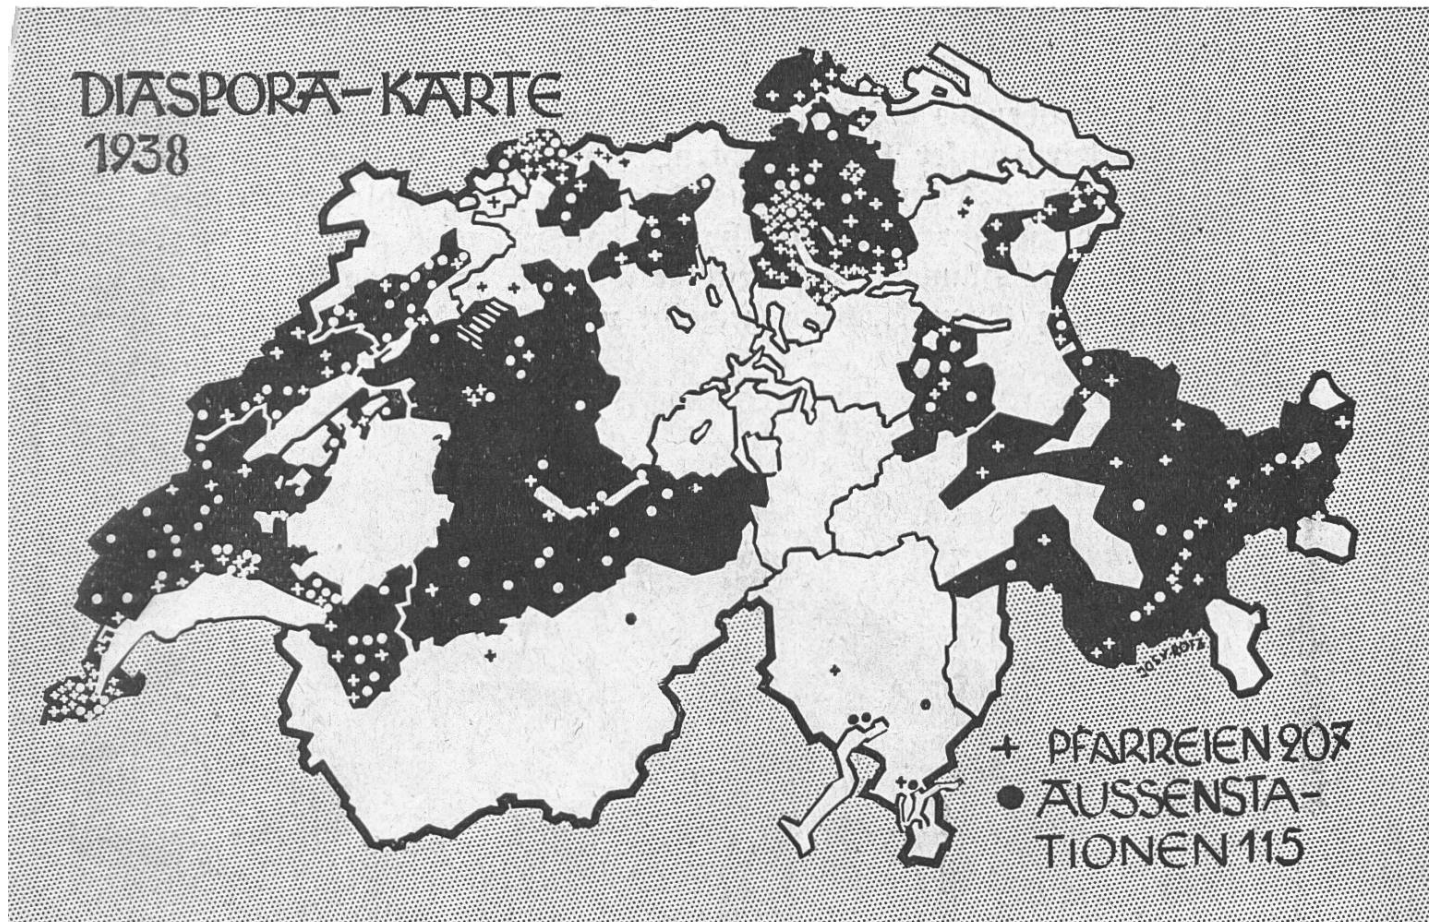 DIASPORA-KARTE
1938
+ PFARREIEN 207
● AUSSENSTA-
TIONEN 115